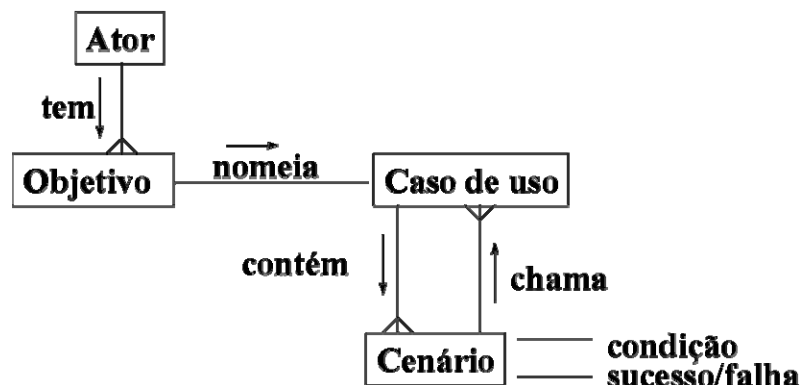 Ator
tem
Objetivo
nomeia
Caso de uso
contém
chama
Cenário
condição
sucesso/falha